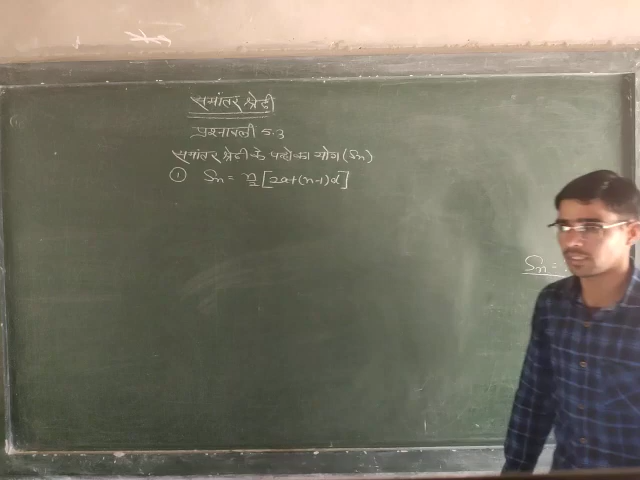 समांतर श्रेढ़ी
प्रश्नावली 5.3
समांतर श्रेढ़ी के पदों का योग (Sn)
① Sn = n/2 [2a+(n-1)d]
Sn =